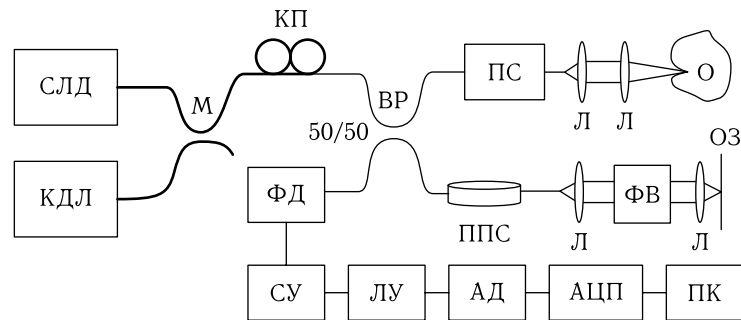 КП
СЛД
М
ВР
ПС
О
Л
Л
50/50
ОЗ
КДЛ
ФД
ППС
ФВ
Л
Л
СУ
ЛУ
АД
АЦП
ПК